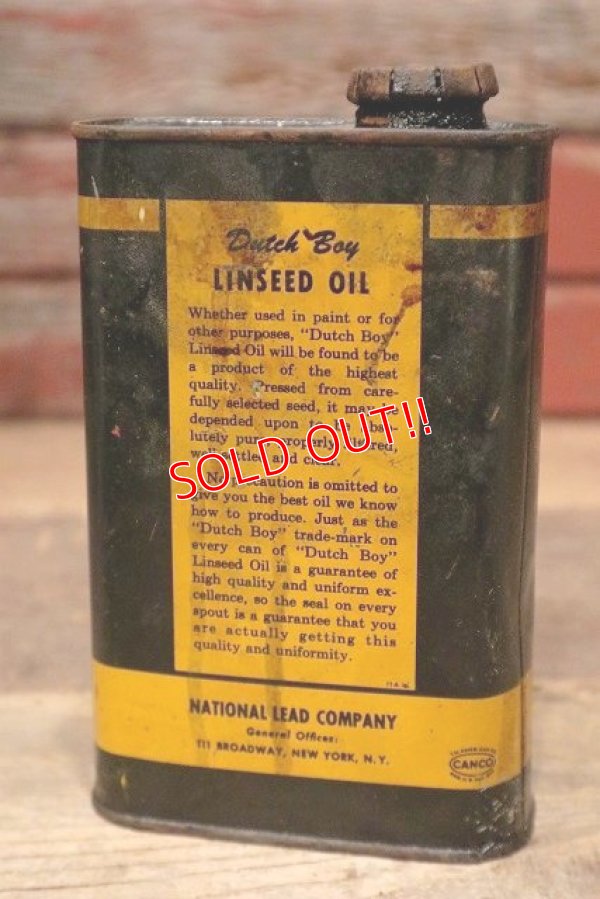 Dutch Boy
LINSEED OIL
Whether used in paint or for
other purposes, "Dutch Boy"
Linseed Oil will be found to be
a product of the highest
quality. Pressed from care-
fully selected seed, it may be
depended upon to be abso-
lutely pure, properly filtered,
well settled and clear.
No precaution is omitted to
give you the best oil we know
how to produce. Just as the
"Dutch Boy" trade-mark on
every can of "Dutch Boy"
Linseed Oil is a guarantee of
high quality and uniform ex-
cellence, so the seal on every
spout is a guarantee that you
are actually getting this
quality and uniformity.
SOLD OUT!!
NATIONAL LEAD COMPANY
General Offices:
111 BROADWAY, NEW YORK, N.Y.
CANCO